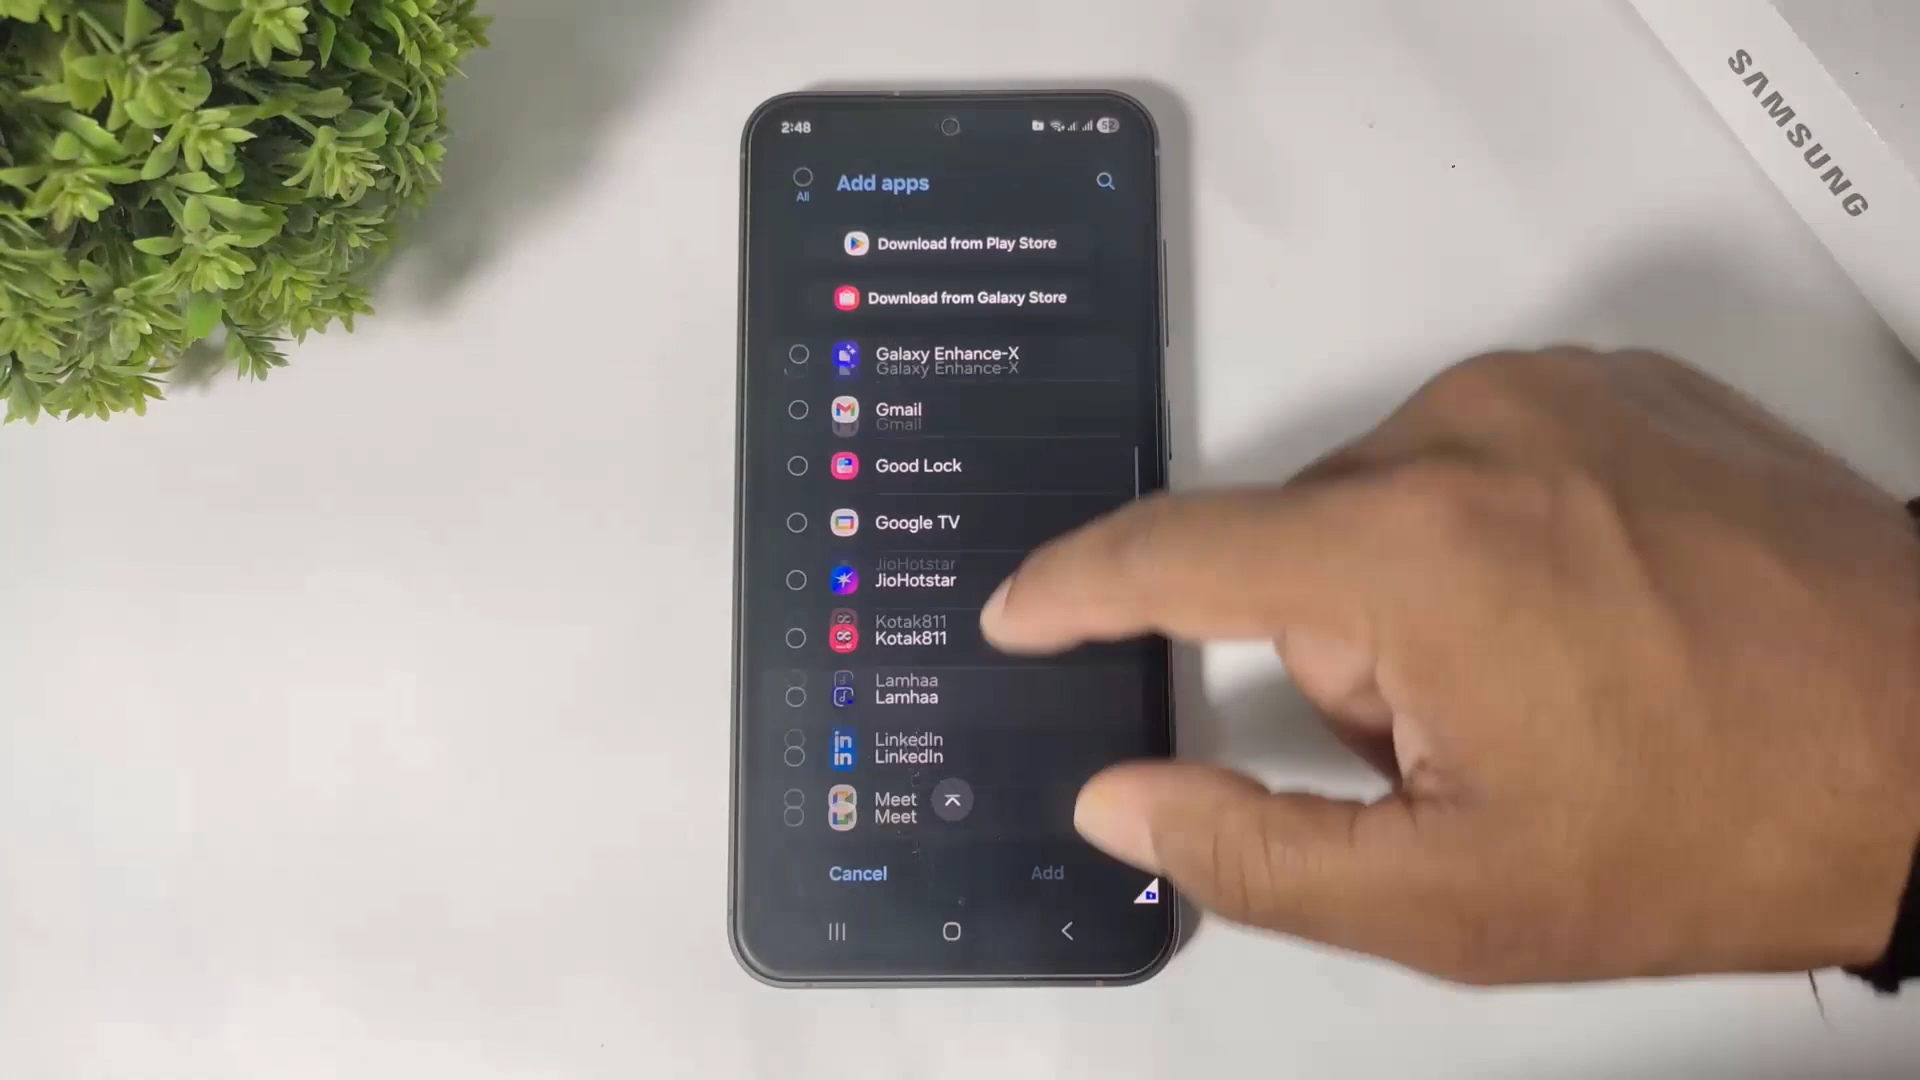 2:48
52
All
Add apps
Download from Play Store
Download from Galaxy Store
Galaxy Enhance-X
Galaxy Enhance-X
Gmail
Gmail
Good Lock
Google TV
JioHotstar
JioHotstar
Kotak811
Kotak811
Lamhaa
Lamhaa
LinkedIn
LinkedIn
Meet
Meet
Cancel
Add
SAMSUNG